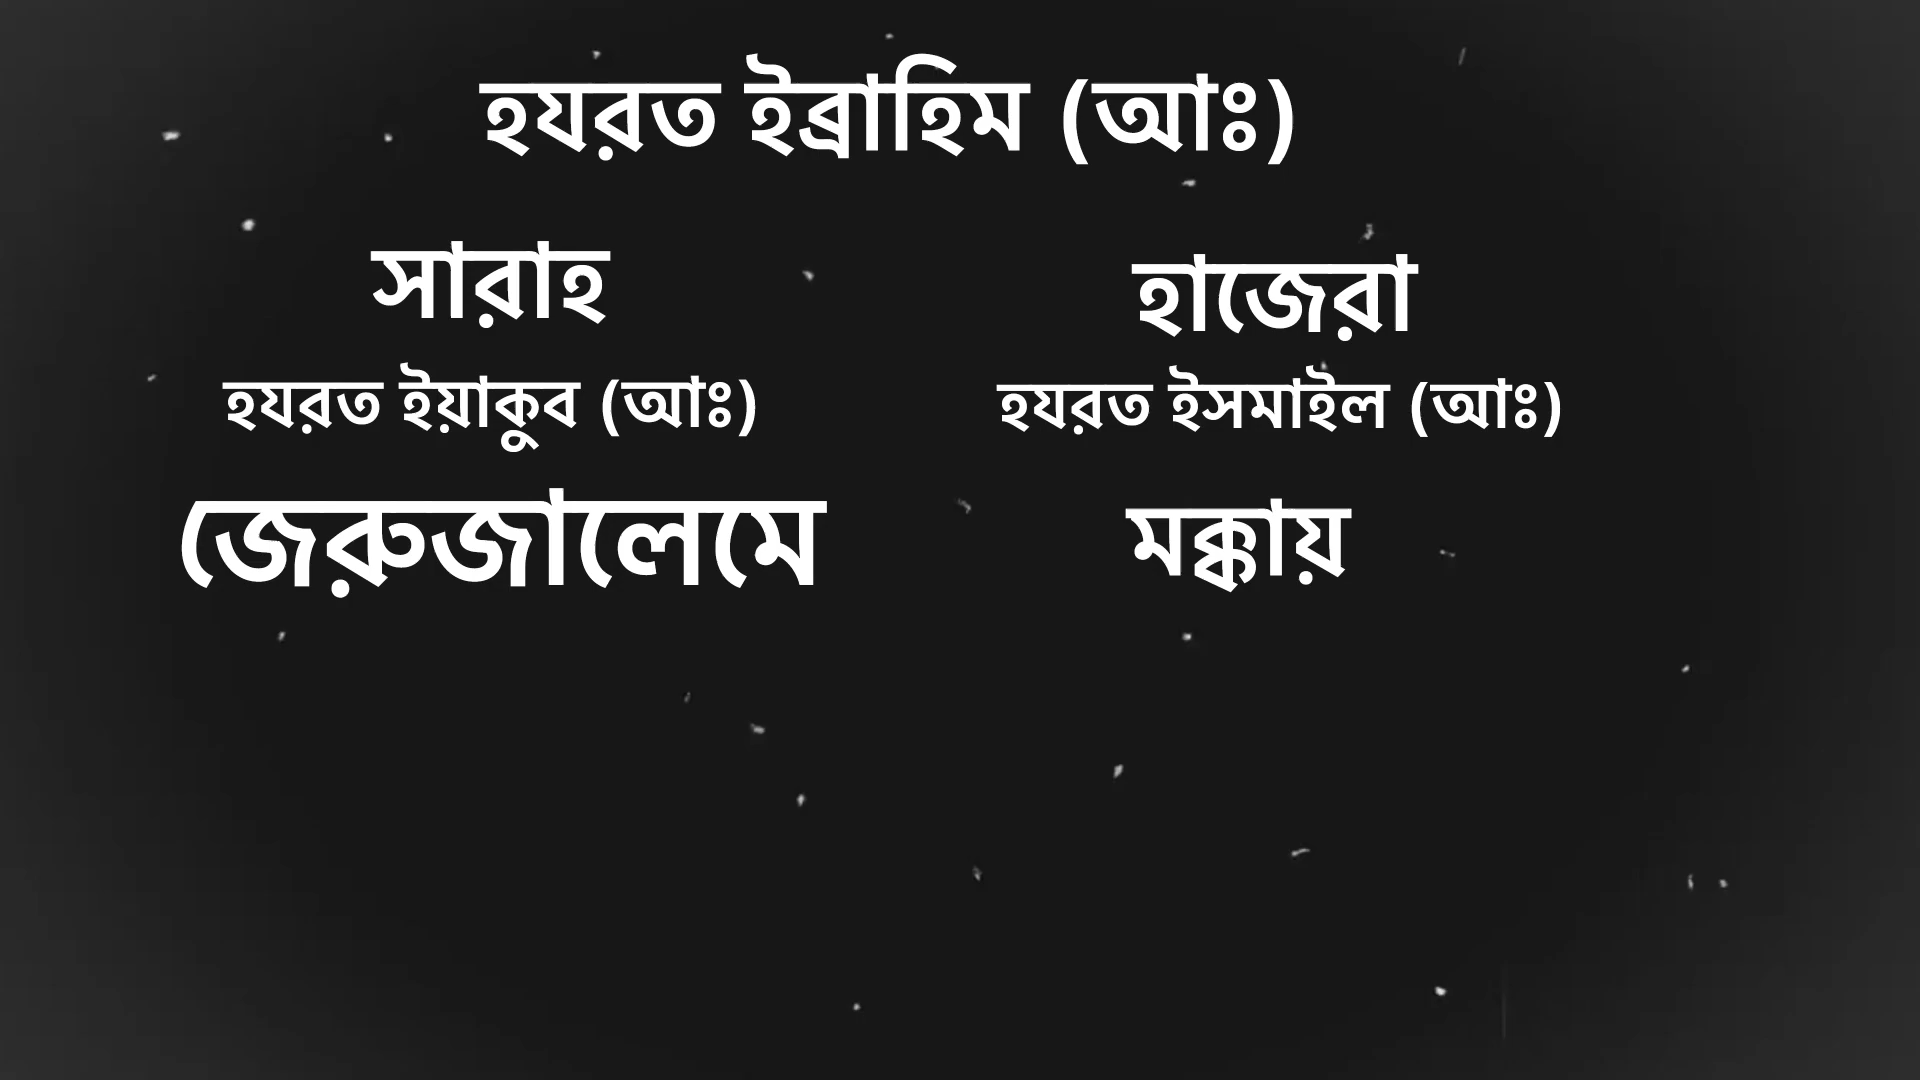 হযরত ইব্রাহিম (আঃ)
সারাহ
হাজেরা
হযরত ইয়াকুব (আঃ)
হযরত ইসমাইল (আঃ)
জেরুজালেমে
মক্কায়